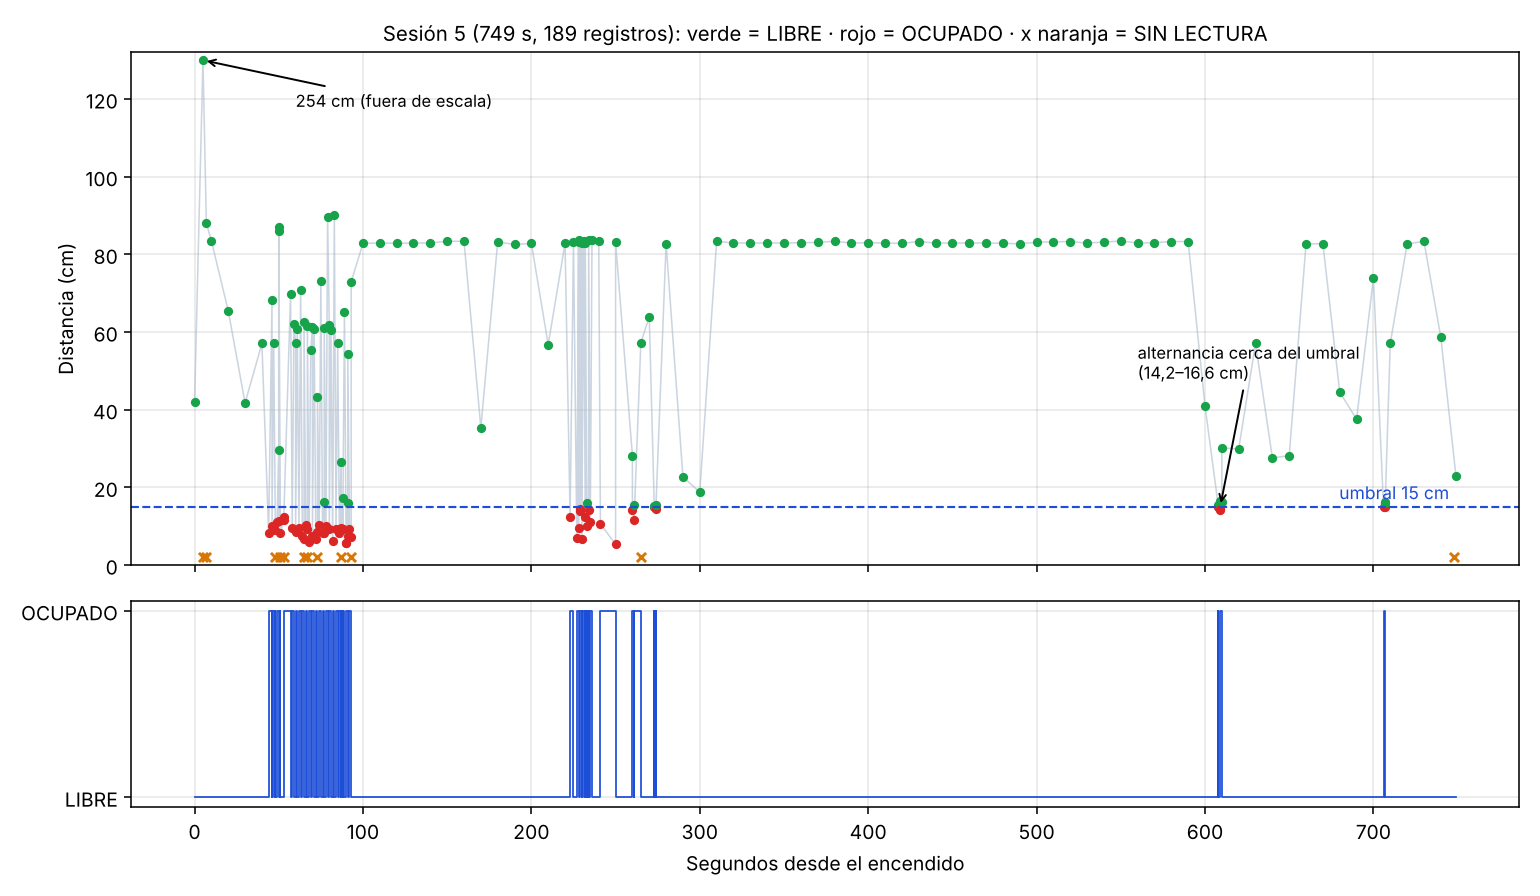 Sesión 5 (749 s, 189 registros): verde = LIBRE · rojo = OCUPADO · x naranja = SIN LECTURA
254 cm (fuera de escala)
alternancia cerca del umbral
(14,2–16,6 cm)
umbral 15 cm
Distancia (cm)
120
100
80
60
40
20
0
OCUPADO
LIBRE
0
100
200
300
400
500
600
700
Segundos desde el encendido